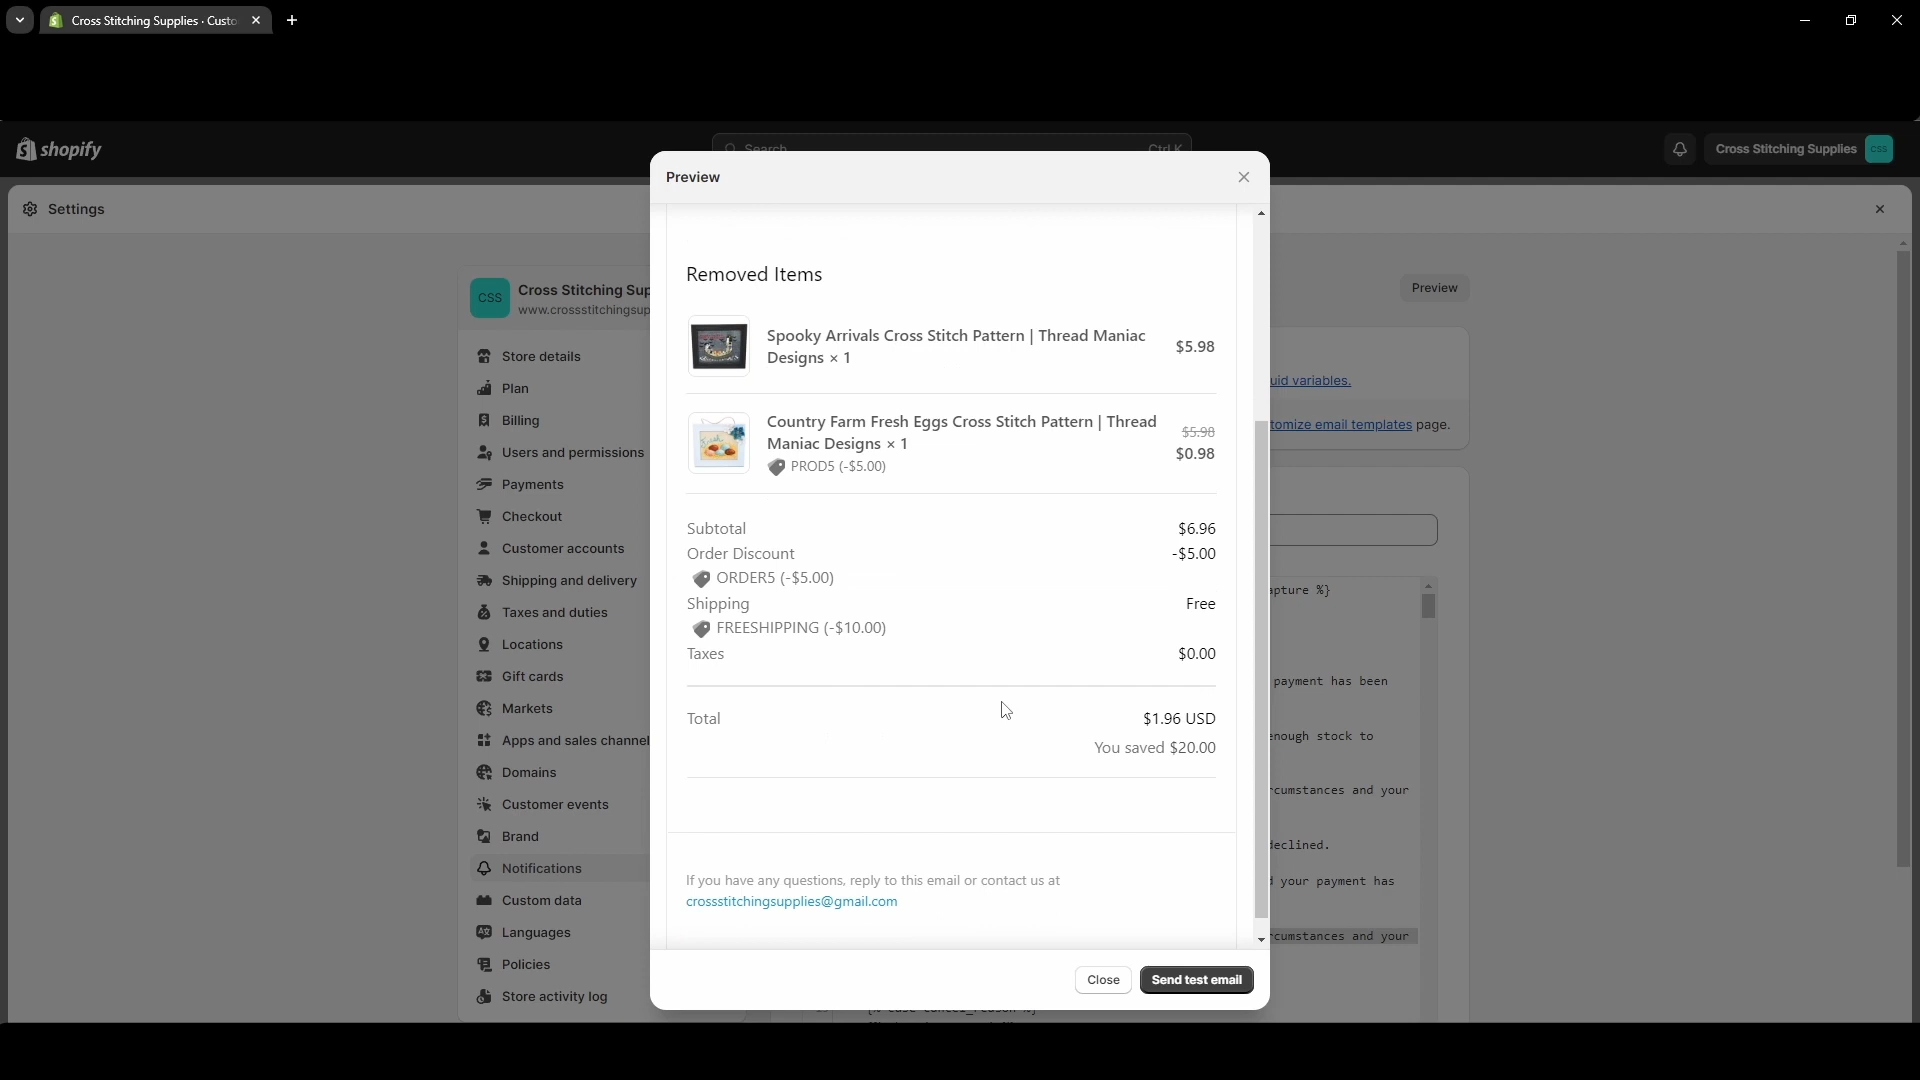 Cross Stitching Supplies · Custo
shopify
Search
Ctrl K
Cross Stitching Supplies
CSS
Settings
CSS
Cross Stitching Sup
www.crossstitchingsup
Store details
Plan
Billing
Users and permissions
Payments
Checkout
Customer accounts
Shipping and delivery
Taxes and duties
Locations
Gift cards
Markets
Apps and sales channel
Domains
Customer events
Brand
Notifications
Custom data
Languages
Policies
Store activity log
Preview
Removed Items
Spooky Arrivals Cross Stitch Pattern | Thread Maniac
Designs × 1
$5.98
Country Farm Fresh Eggs Cross Stitch Pattern | Thread
Maniac Designs × 1
PROD5 (-$5.00)
$5.98
$0.98
Subtotal $6.96
Order Discount -$5.00
ORDER5 (-$5.00)
Shipping Free
FREESHIPPING (-$10.00)
Taxes $0.00
Total $1.96 USD
You saved $20.00
If you have any questions, reply to this email or contact us at
crossstitchingsupplies@gmail.com
Close
Send test email
Preview
uid variables.
tomize email templates page.
apture %}
payment has been
enough stock to
rcumstances and your
declined.
d your payment has
rcumstances and your